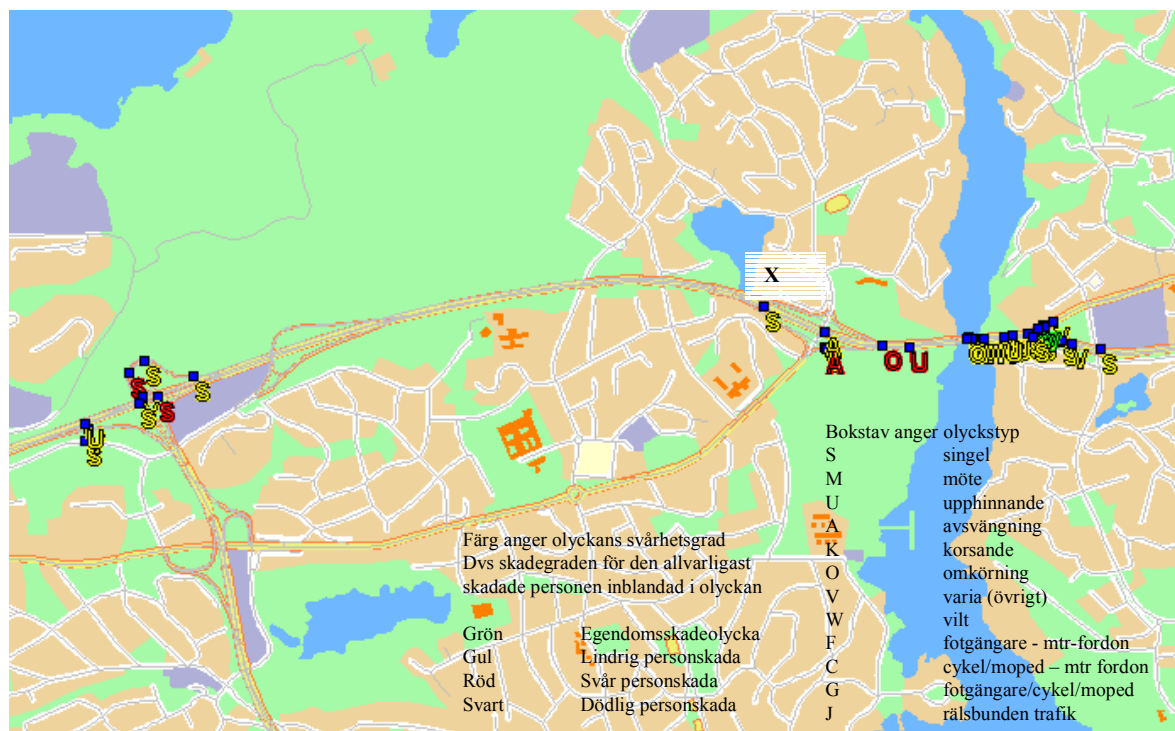 X
S
S
S
S
S
S
U
S
S
A
A
O
U
S
V
S
Bokstav anger olyckstyp
S singel
M möte
U upphinnande
A avsvängning
K korsande
O omkörning
V varia (övrigt)
W vilt
F fotgängare - mtr-fordon
C cykel/moped – mtr fordon
G fotgängare/cykel/moped
J rälsbunden trafik
Färg anger olyckans svårhetsgrad
Dvs skadegraden för den allvarligast
skadade personen inblandad i olyckan
Grön Egendomsskadeolycka
Gul Lindrig personskada
Röd Svår personskada
Svart Dödlig personskada